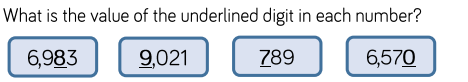 What is the value of the underlined digit in each number?
6,983 9,021 789 6,570